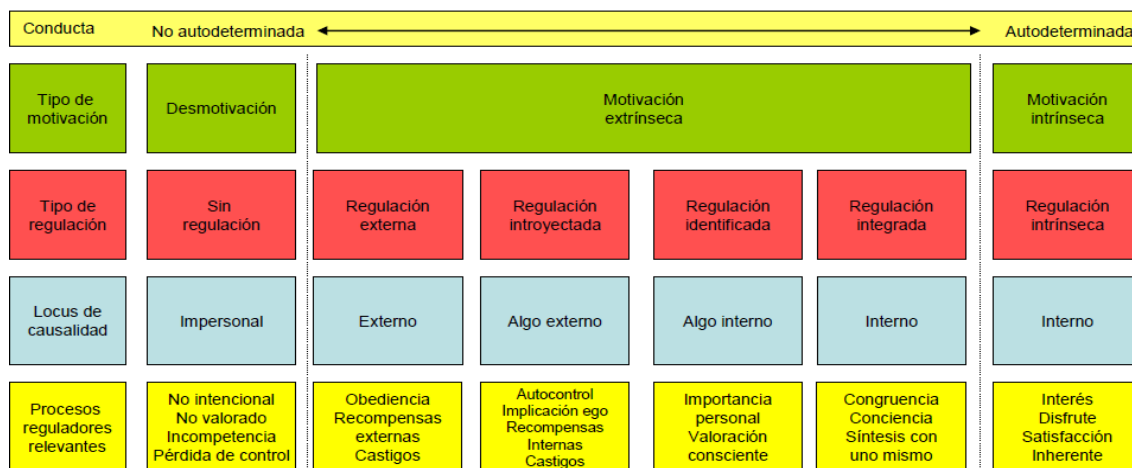 Conducta No autodeterminada Autodeterminada
Tipo de motivación
Desmotivación
Motivación extrínseca
Motivación intrínseca
Tipo de regulación
Sin regulación
Regulación externa
Regulación introyectada
Regulación identificada
Regulación integrada
Regulación intrínseca
Locus de causalidad
Impersonal
Externo
Algo externo
Algo interno
Interno
Interno
Procesos
reguladores
relevantes
No intencional
No valorado
Incompetencia
Pérdida de control
Obediencia
Recompensas
externas
Castigos
Autocontrol
Implicación ego
Recompensas
Internas
Castigos
Importancia
personal
Valoración
consciente
Congruencia
Conciencia
Síntesis con
uno mismo
Interés
Disfrute
Satisfacción
Inherente